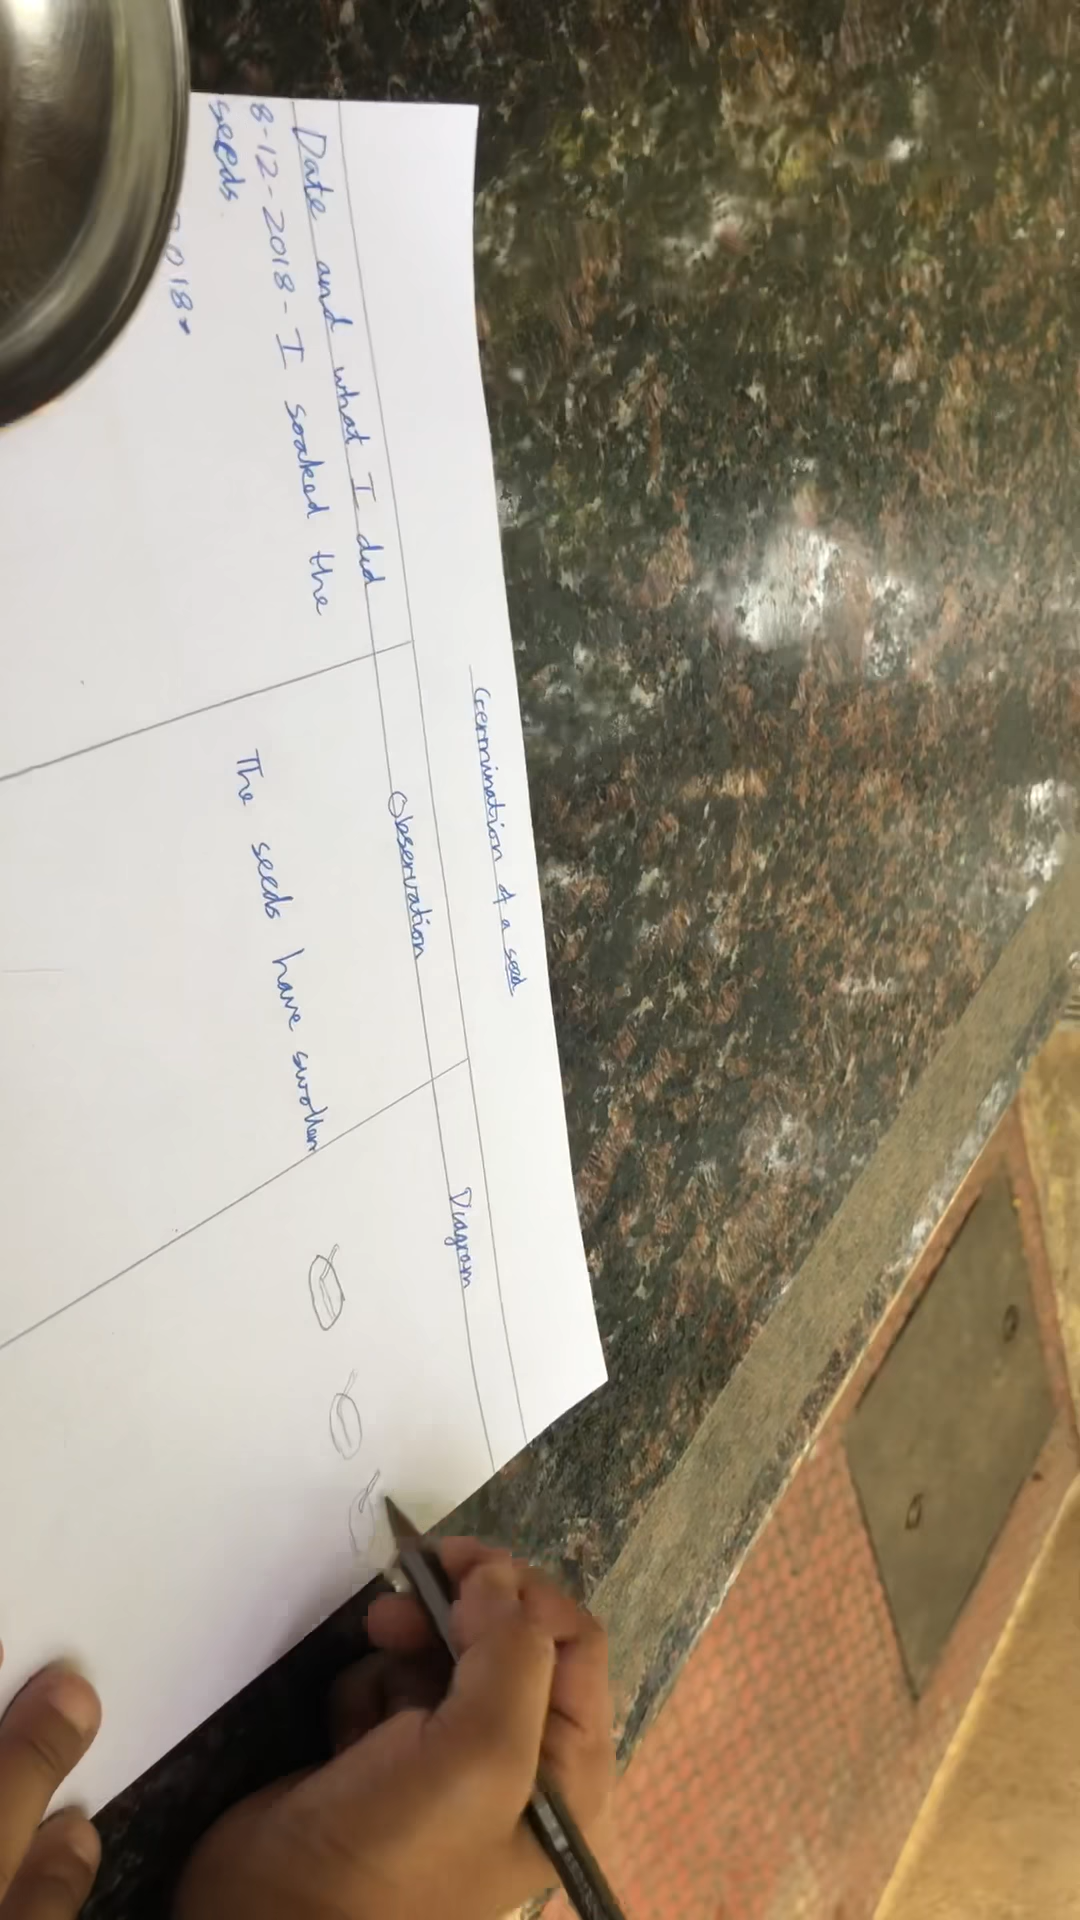 Germination of a seed
Date and what I did
Observation
Diagram
8-12-2018 - I soaked the
seeds.
The seeds have swollen
2018-